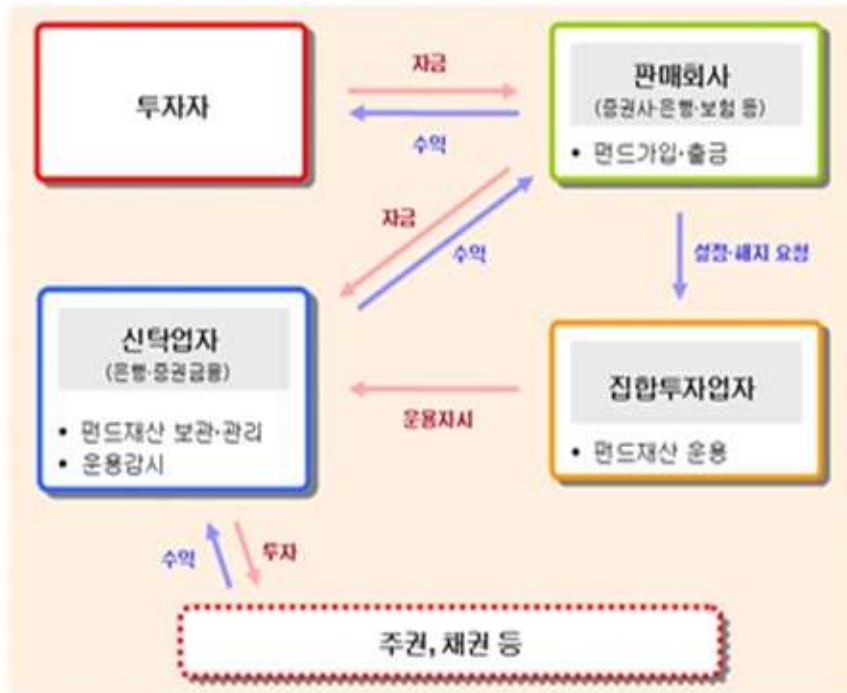 투자자
자금
수익
판매회사
(증권사·은행·보험 등)
• 펀드가입·출금
자금
수익
설정·해지 요청
신탁업자
(은행·증권금융)
• 펀드재산 보관·관리
• 운용감시
운용지시
집합투자업자
• 펀드재산 운용
수익
투자
주권, 채권 등